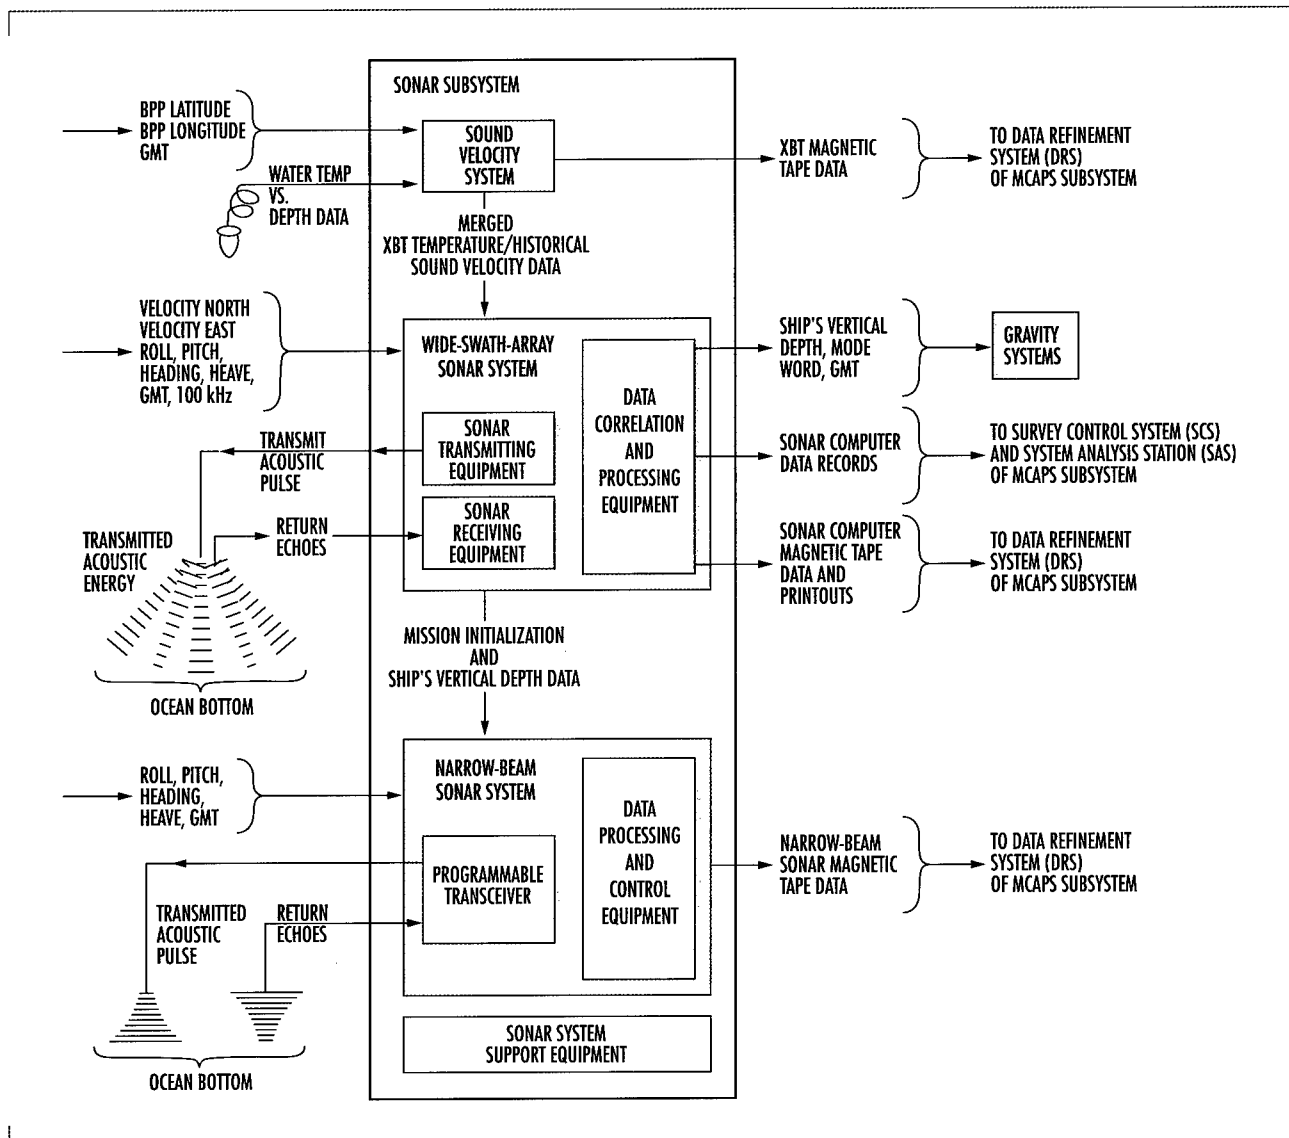 SONAR SUBSYSTEM
BPP LATITUDE
BPP LONGITUDE
GMT
WATER TEMP
VS.
DEPTH DATA
SOUND
VELOCITY
SYSTEM
XBT MAGNETIC
TAPE DATA
TO DATA REFINEMENT
SYSTEM (DRS)
OF MCAPS SUBSYSTEM
MERGED
XBT TEMPERATURE/HISTORICAL
SOUND VELOCITY DATA
VELOCITY NORTH
VELOCITY EAST
ROLL, PITCH,
HEADING, HEAVE,
GMT, 100 kHz
WIDE-SWATH-ARRAY
SONAR SYSTEM
SONAR
TRANSMITTING
EQUIPMENT
SONAR
RECEIVING
EQUIPMENT
DATA
CORRELATION
AND
PROCESSING
EQUIPMENT
SHIP'S VERTICAL
DEPTH, MODE
WORD, GMT
GRAVITY
SYSTEMS
SONAR COMPUTER
DATA RECORDS
TO SURVEY CONTROL SYSTEM (SCS)
AND SYSTEM ANALYSIS STATION (SAS)
OF MCAPS SUBSYSTEM
SONAR COMPUTER
MAGNETIC TAPE
DATA AND
PRINTOUTS
TO DATA REFINEMENT
SYSTEM (DRS)
OF MCAPS SUBSYSTEM
TRANSMIT
ACOUSTIC
PULSE
RETURN
ECHOES
TRANSMITTED
ACOUSTIC
ENERGY
OCEAN BOTTOM
MISSION INITIALIZATION
AND
SHIP'S VERTICAL DEPTH DATA
ROLL, PITCH,
HEADING,
HEAVE, GMT
NARROW-BEAM
SONAR SYSTEM
PROGRAMMABLE
TRANSCEIVER
DATA
PROCESSING
AND
CONTROL
EQUIPMENT
NARROW-BEAM
SONAR MAGNETIC
TAPE DATA
TO DATA REFINEMENT
SYSTEM (DRS)
OF MCAPS SUBSYSTEM
TRANSMITTED
ACOUSTIC
PULSE
RETURN
ECHOES
OCEAN BOTTOM
SONAR SYSTEM
SUPPORT EQUIPMENT